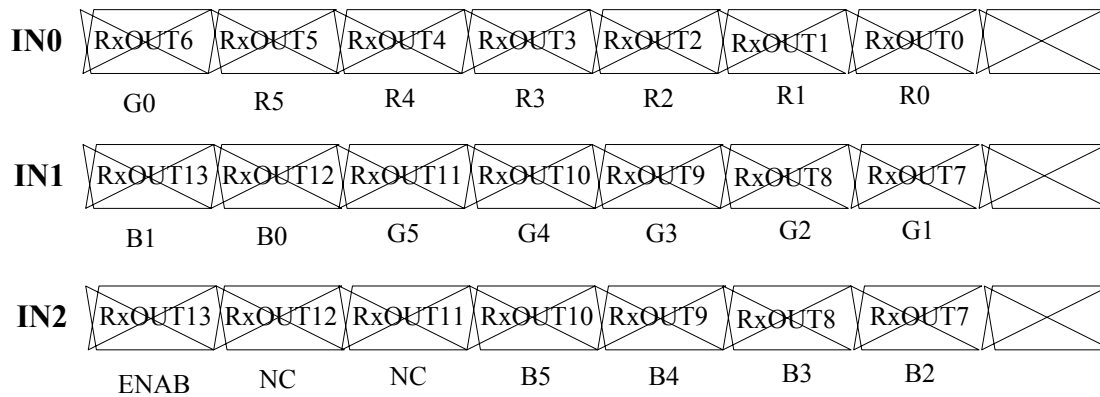 IN0 RxOUT6 RxOUT5 RxOUT4 RxOUT3 RxOUT2 RxOUT1 RxOUT0
G0 R5 R4 R3 R2 R1 R0
IN1 RxOUT13 RxOUT12 RxOUT11 RxOUT10 RxOUT9 RxOUT8 RxOUT7
B1 B0 G5 G4 G3 G2 G1
IN2 RxOUT13 RxOUT12 RxOUT11 RxOUT10 RxOUT9 RxOUT8 RxOUT7
ENAB NC NC B5 B4 B3 B2